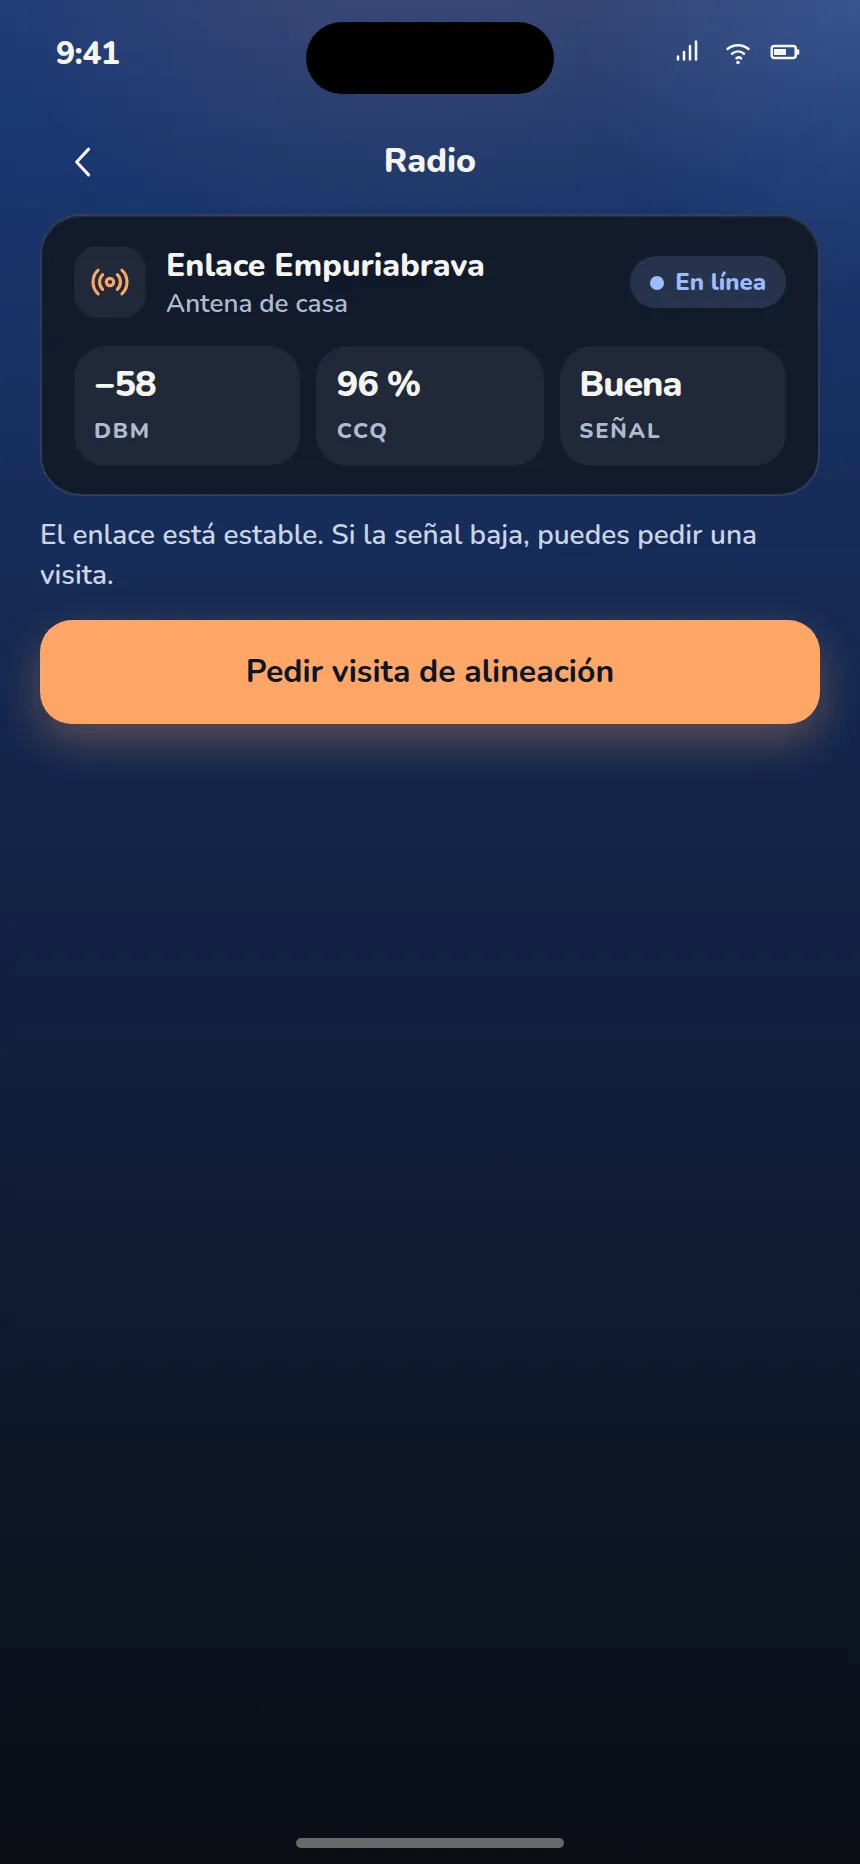 9:41
Radio
Enlace Empuriabrava
Antena de casa
En línea
–58
DBM
96 %
CCQ
Buena
SEÑAL
El enlace está estable. Si la señal baja, puedes pedir una
visita.
Pedir visita de alineación